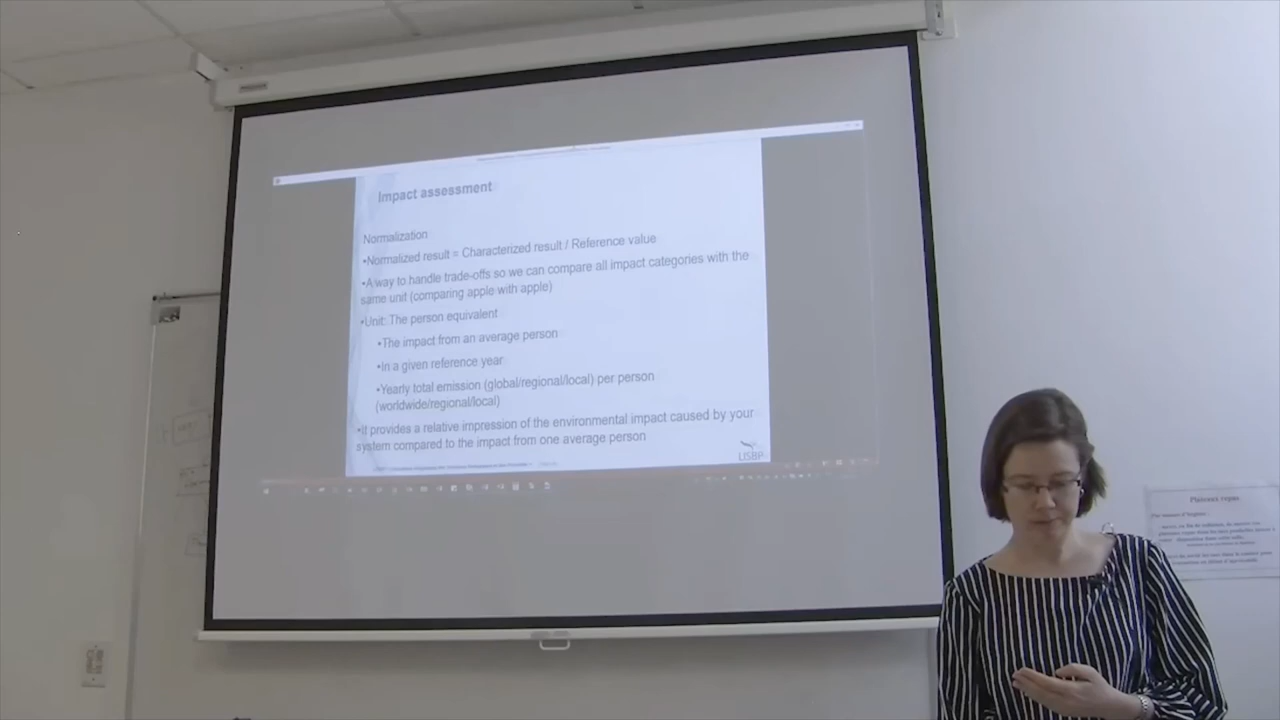 Impact assessment
Normalization
•Normalized result = Characterized result / Reference value
•A way to handle trade-offs so we can compare all impact categories with the
same unit (comparing apple with apple)
•Unit: The person equivalent
•The impact from an average person
•In a given reference year
•Yearly total emission (global/regional/local) per person
(worldwide/regional/local)
•It provides a relative impression of the environmental impact caused by your
system compared to the impact from one average person
LISBP
Plateaux repas